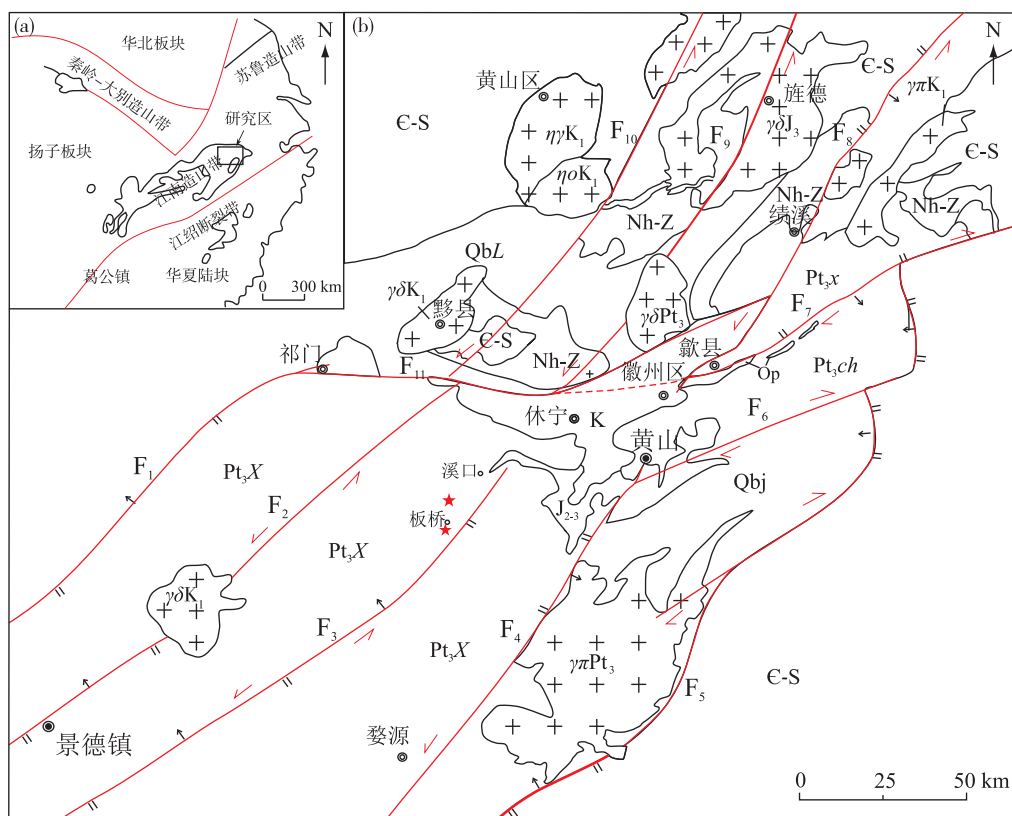 (a)
N
华北板块
苏鲁造山带
秦岭-大别造山带
研究区
扬子板块
江南造山带
江绍断裂带
葛公镇
华夏陆块
0 300 km
(b)
N
黄山区
旌德
Є-S
γπK₁
Є-S
ηγK₁
F₁₀
F₉
γδJ₃
F₈
Є-S
ηοK₁
Nh-Z
Nh-Z
Nh-Z
绩溪
QbL
γδK₁
黟县
Є-S
γδPt₃
Pt₃x
F₇
祁门
F₁₁
Nh-Z
歙县
徽州区
Op
Pt₃ch
休宁
K
F₆
黄山
F₁
Pt₃X
溪口
Qbj
F₂
J₂₋₃
板桥
Pt₃X
γδK₁
F₃
F₄
Pt₃X
γπPt₃
F₅
Є-S
景德镇
婺源
0 25 50 km